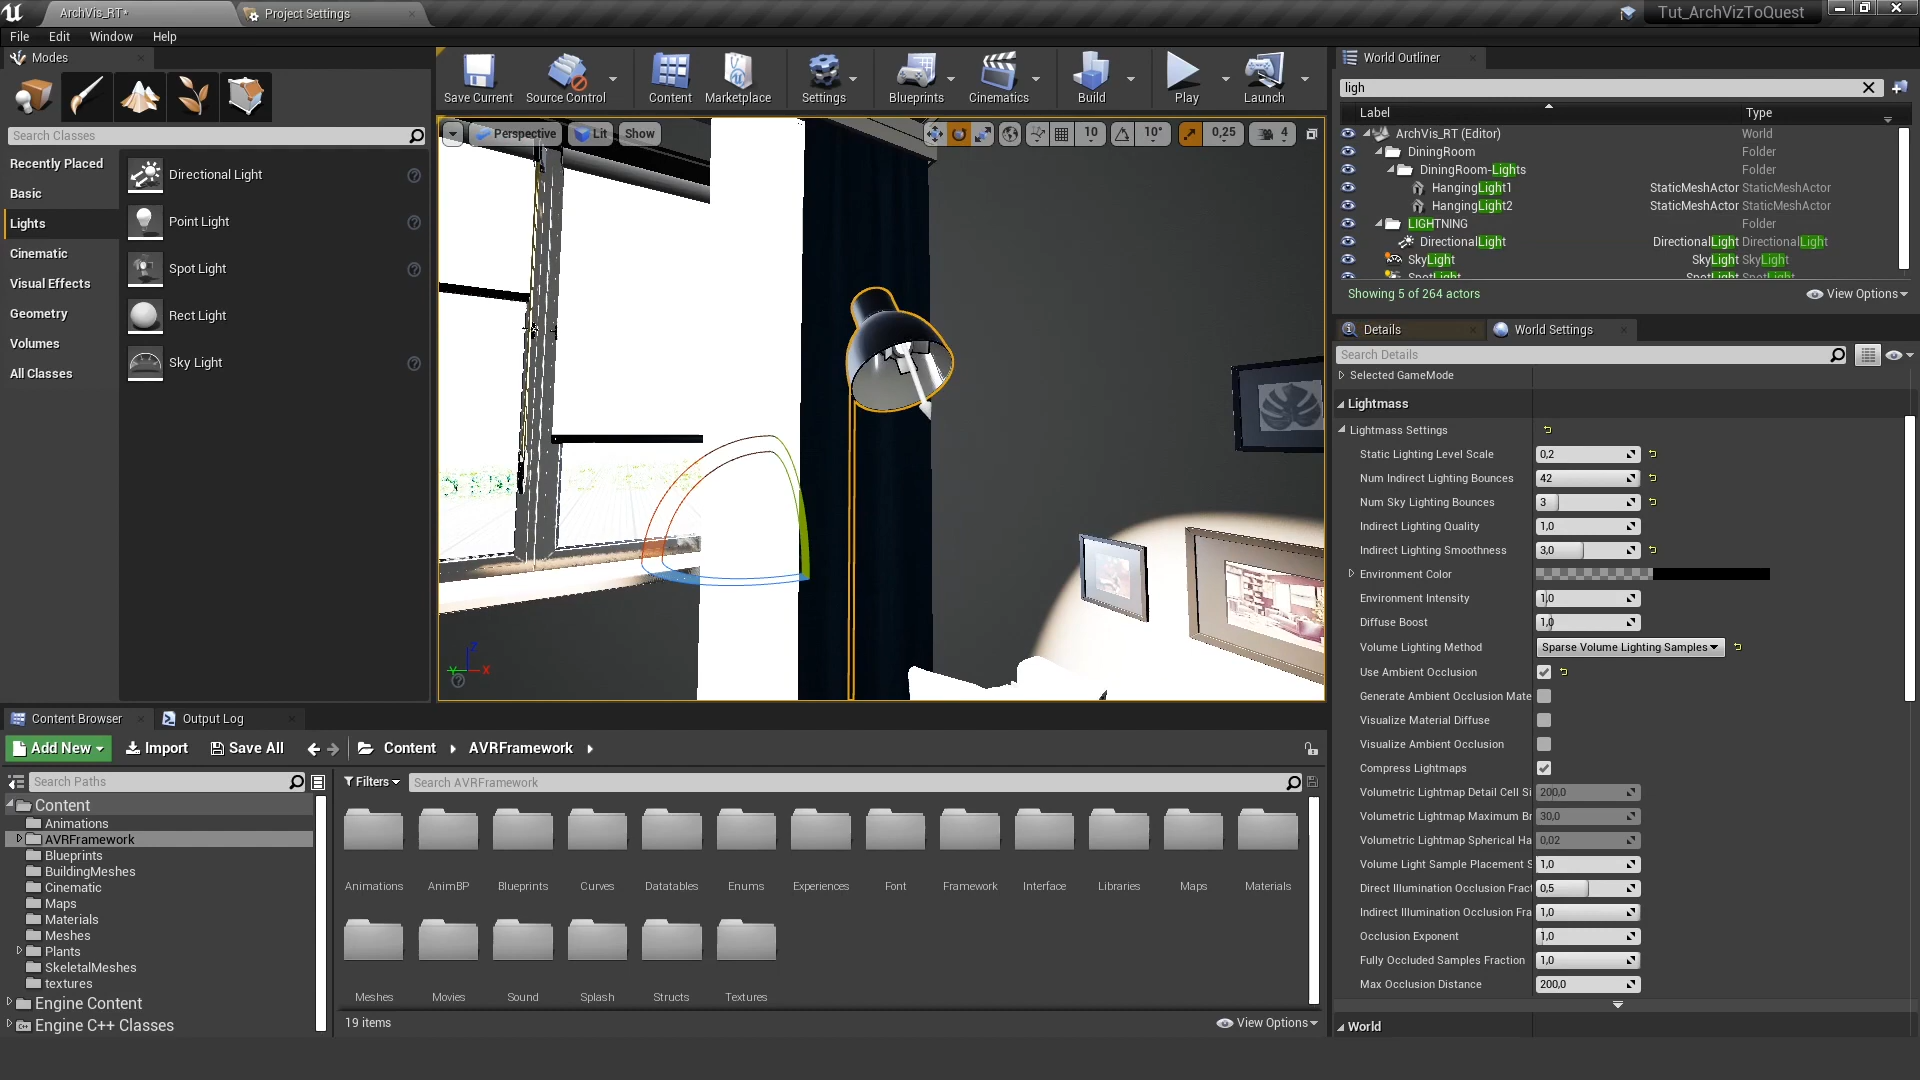 ArchVis_RT*
Project Settings
Tut_ArchVizToQuest
File Edit Window Help
Modes
Save Current
Source Control
Content
Marketplace
Settings
Blueprints
Cinematics
Build
Play
Launch
Search Classes
Recently Placed
Basic
Lights
Cinematic
Visual Effects
Geometry
Volumes
All Classes
Directional Light
Point Light
Spot Light
Rect Light
Sky Light
Perspective
Lit
Show
10
10°
0,25
4
World Outliner
ligh
Label Type
ArchVis_RT (Editor) World
DiningRoom Folder
DiningRoom-Lights Folder
HangingLight1 StaticMeshActor StaticMeshActor
HangingLight2 StaticMeshActor StaticMeshActor
LIGHTNING Folder
DirectionalLight DirectionalLight DirectionalLight
SkyLight SkyLight SkyLight
SpotLight SpotLight SpotLight
Showing 5 of 264 actors
View Options
Details
World Settings
Search Details
Selected GameMode
Lightmass
Lightmass Settings
Static Lighting Level Scale 0,2
Num Indirect Lighting Bounces 42
Num Sky Lighting Bounces 3
Indirect Lighting Quality 1,0
Indirect Lighting Smoothness 3,0
Environment Color
Environment Intensity 1,0
Diffuse Boost 1,0
Volume Lighting Method Sparse Volume Lighting Samples
Use Ambient Occlusion
Generate Ambient Occlusion Mate
Visualize Material Diffuse
Visualize Ambient Occlusion
Compress Lightmaps
Volumetric Lightmap Detail Cell Si 200,0
Volumetric Lightmap Maximum Br 30,0
Volumetric Lightmap Spherical Ha 0,02
Volume Light Sample Placement S 1,0
Direct Illumination Occlusion Fract 0,5
Indirect Illumination Occlusion Fra 1,0
Occlusion Exponent 1,0
Fully Occluded Samples Fraction 1,0
Max Occlusion Distance 200,0
World
Z
Y
X
Content Browser
Output Log
Add New
Import
Save All
Content
AVRFramework
Search Paths
Filters
Search AVRFramework
Content
Animations
AVRFramework
Blueprints
BuildingMeshes
Cinematic
Maps
Materials
Meshes
Plants
SkeletalMeshes
textures
Engine Content
Engine C++ Classes
Animations
AnimBP
Blueprints
Curves
Datatables
Enums
Experiences
Font
Framework
Interface
Libraries
Maps
Materials
Meshes
Movies
Sound
Splash
Structs
Textures
19 items
View Options